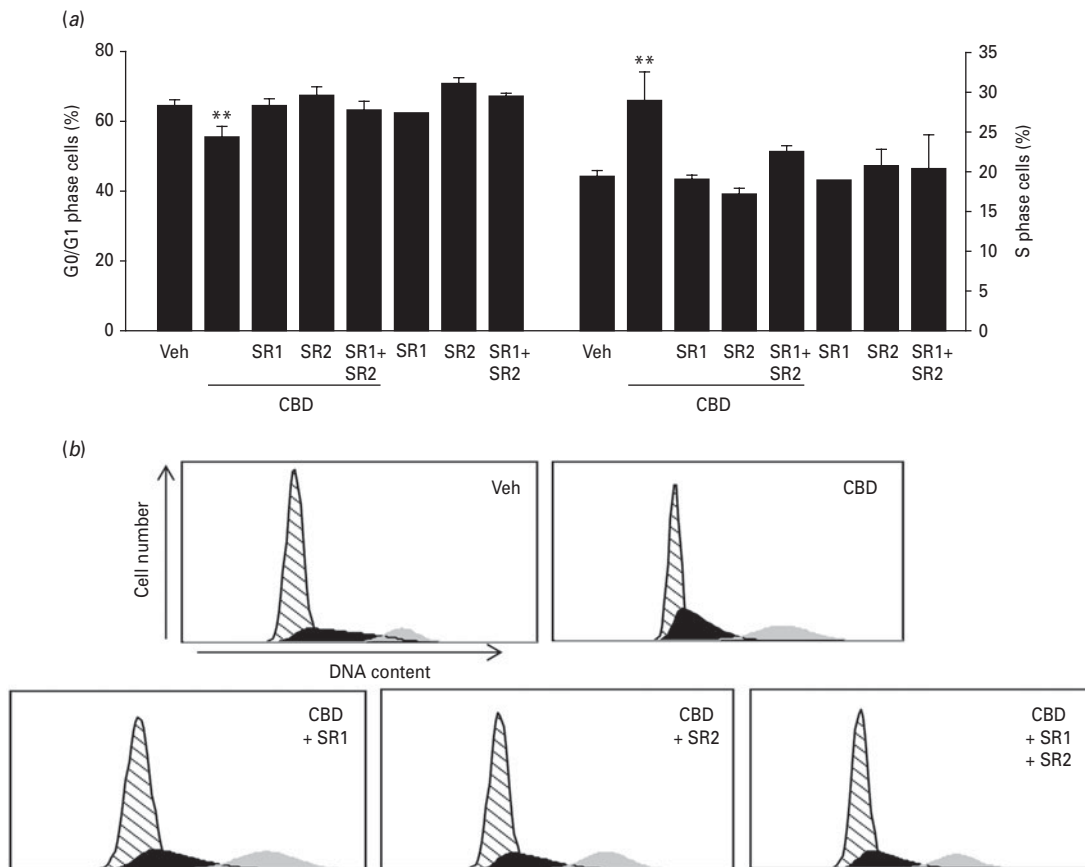 (a)
80
60
40
20
0
G0/G1 phase cells (%)
35
30
25
20
15
10
5
0
S phase cells (%)
**
**
Veh SR1 SR2 SR1+ SR1 SR2 SR1+
SR2 SR2
CBD
Veh SR1 SR2 SR1+ SR1 SR2 SR1+
SR2 SR2
CBD
(b)
Cell number
DNA content
Veh
CBD
CBD
+ SR1
CBD
+ SR2
CBD
+ SR1
+ SR2